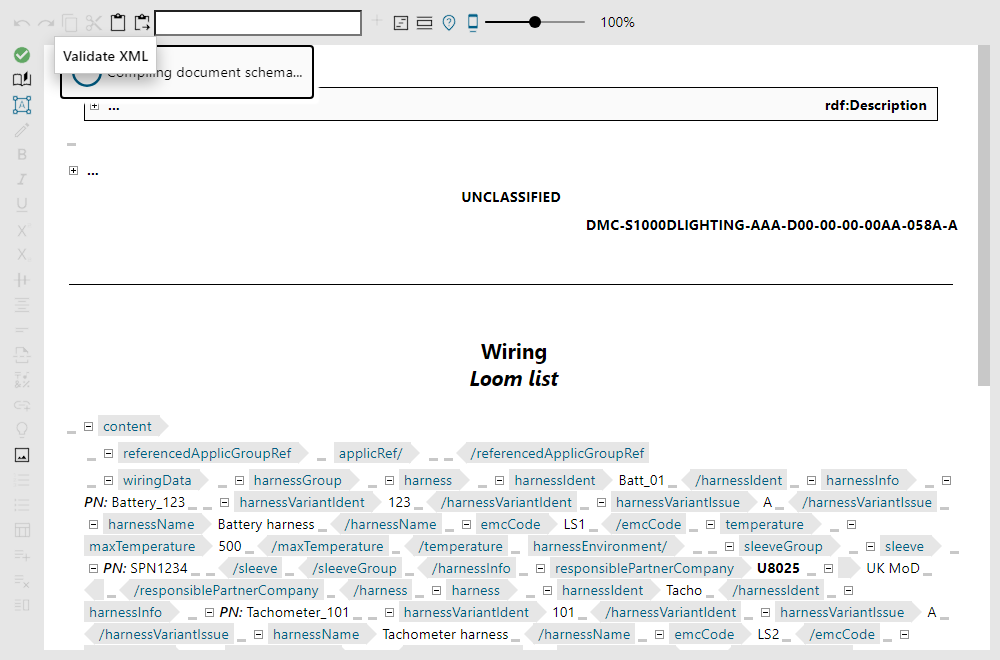 100%
Validate XML
Compiling document schema...
... rdf:Description
...
UNCLASSIFIED
DMC-S1000DLIGHTING-AAA-D00-00-00-00AA-058A-A
Wiring
Loom list
content
referencedApplicGroupRef applicRef/ /referencedApplicGroupRef
wiringData harnessGroup harness harnessIdent Batt_01 /harnessIdent harnessInfo
PN: Battery_123 harnessVariantIdent 123 /harnessVariantIdent harnessVariantIssue A /harnessVariantIssue
harnessName Battery harness /harnessName emcCode LS1 /emcCode temperature
maxTemperature 500 /maxTemperature /temperature harnessEnvironment/ sleeveGroup sleeve
PN: SPN1234 /sleeve /sleeveGroup /harnessInfo responsiblePartnerCompany U8025 UK MoD
/responsiblePartnerCompany /harness harness harnessIdent Tacho /harnessIdent
harnessInfo PN: Tachometer_101 harnessVariantIdent 101 /harnessVariantIdent harnessVariantIssue A
/harnessVariantIssue harnessName Tachometer harness /harnessName emcCode LS2 /emcCode